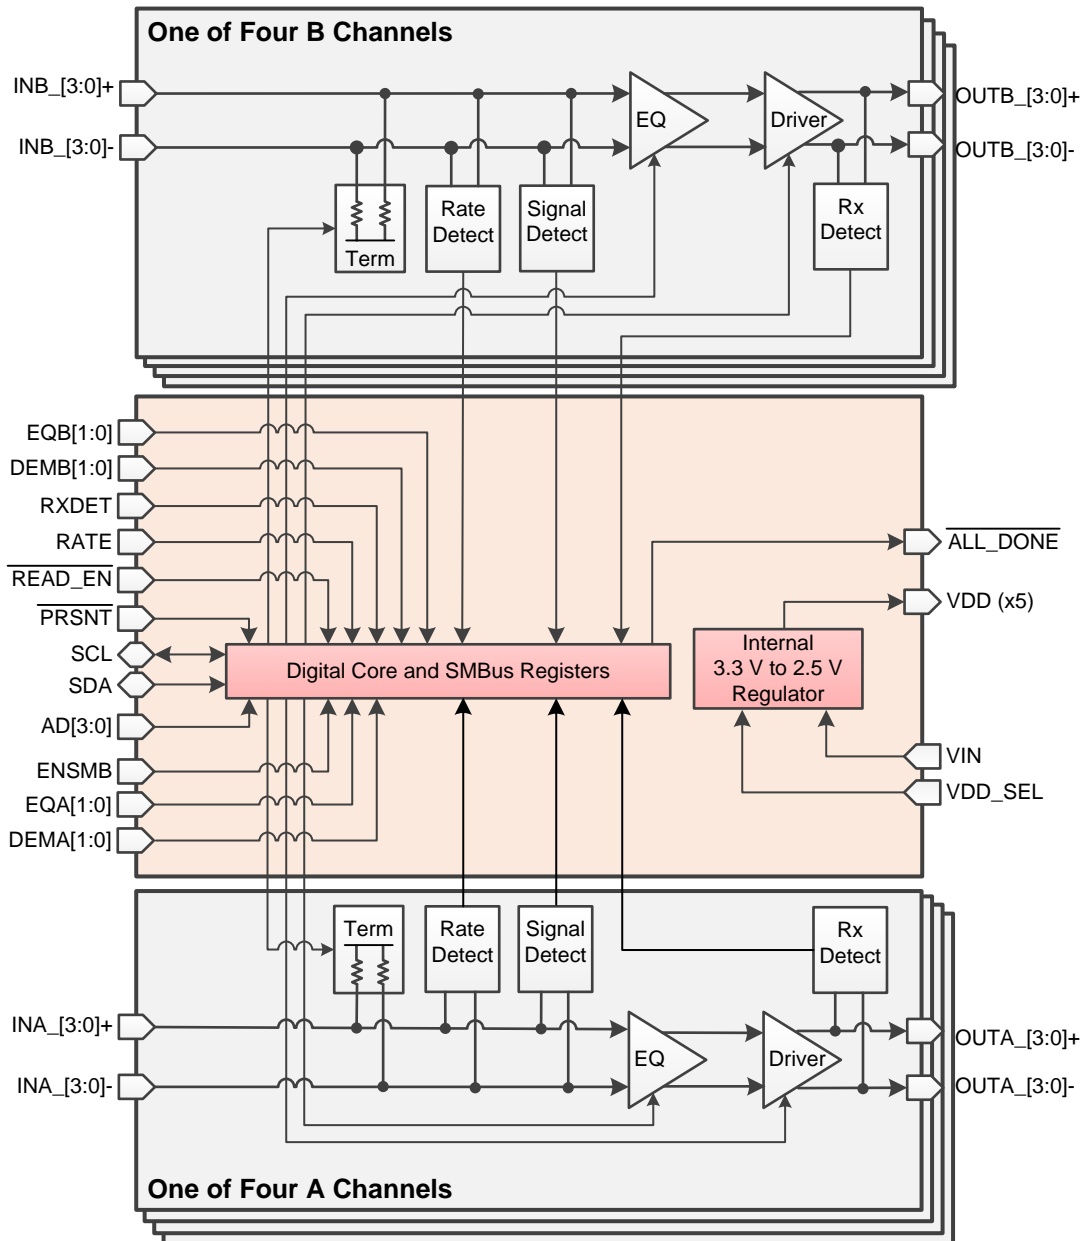 One of Four B Channels
INB_[3:0]+
INB_[3:0]-
EQ
Driver
OUTB_[3:0]+
OUTB_[3:0]-
Term
Rate
Detect
Signal
Detect
Rx
Detect
EQB[1:0]
DEMB[1:0]
RXDET
RATE
READ_EN
PRSNT
SCL
SDA
AD[3:0]
ENSMB
EQA[1:0]
DEMA[1:0]
Digital Core and SMBus Registers
ALL_DONE
VDD (x5)
Internal
3.3 V to 2.5 V
Regulator
VIN
VDD_SEL
Term
Rate
Detect
Signal
Detect
Rx
Detect
INA_[3:0]+
INA_[3:0]-
EQ
Driver
OUTA_[3:0]+
OUTA_[3:0]-
One of Four A Channels